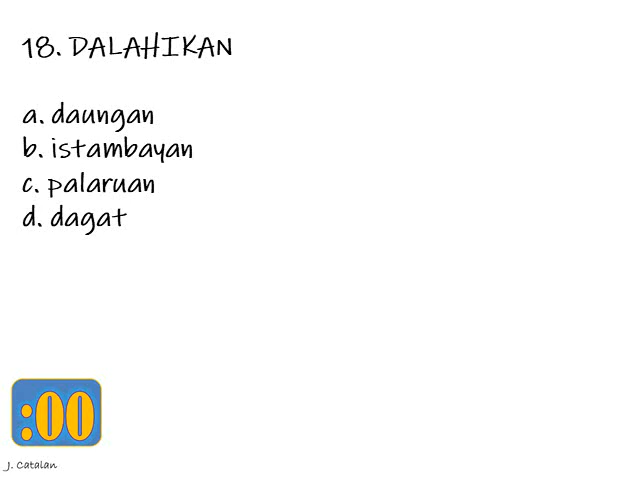 18. DALAHIKAN
a. daungan
b. istambayan
c. palaruan
d. dagat
:00
J. Catalan